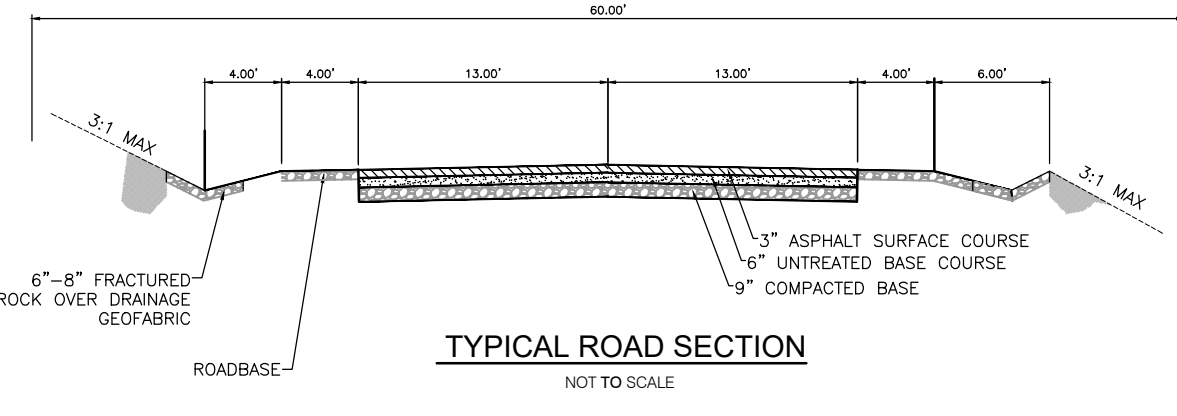 60.00'
4.00'
4.00'
13.00'
13.00'
4.00'
6.00'
3:1 MAX
3:1 MAX
3" ASPHALT SURFACE COURSE
6" UNTREATED BASE COURSE
9" COMPACTED BASE
6"-8" FRACTURED
ROCK OVER DRAINAGE
GEOFABRIC
ROADBASE
TYPICAL ROAD SECTION
NOT TO SCALE